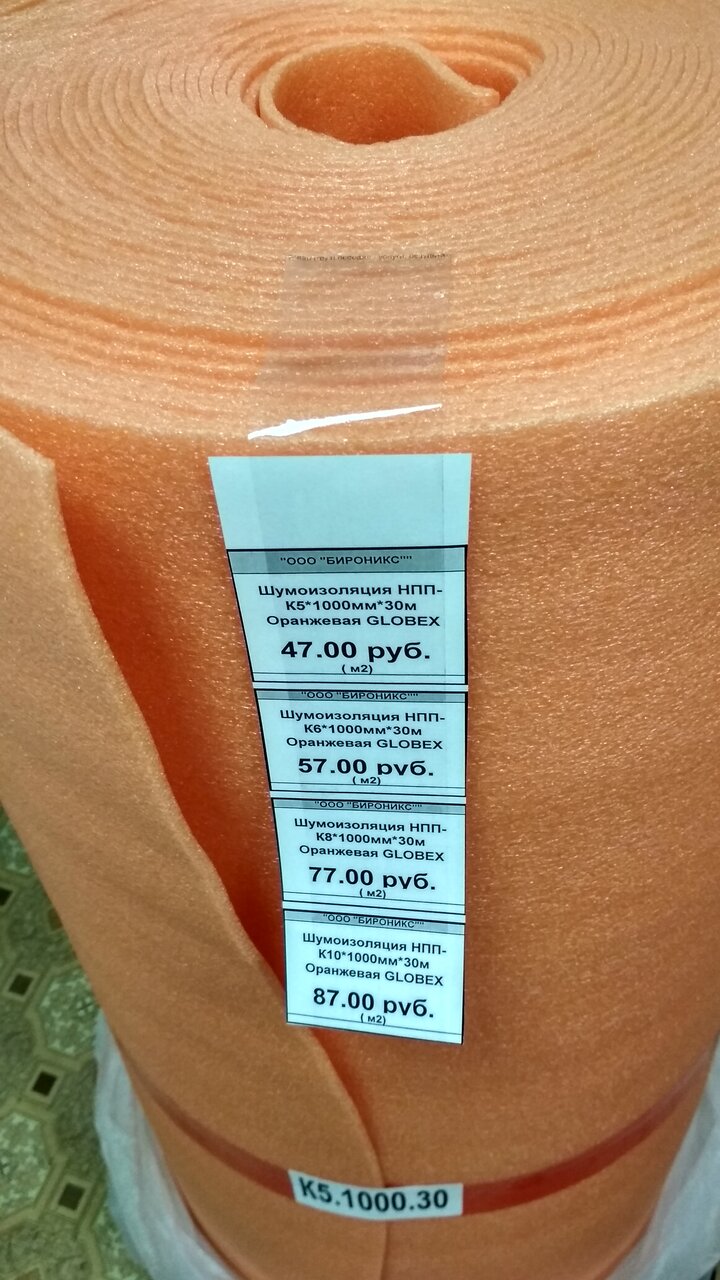 "ООО "БИРОНИКС""
Шумоизоляция НПП-
К5*1000мм*30м
Оранжевая GLOBEX
47.00 руб.
( м2)
"ООО "БИРОНИКС""
Шумоизоляция НПП-
К6*1000мм*30м
Оранжевая GLOBEX
57.00 руб.
( м2)
"ООО "БИРОНИКС""
Шумоизоляция НПП-
К8*1000мм*30м
Оранжевая GLOBEX
77.00 руб.
( м2)
"ООО "БИРОНИКС""
Шумоизоляция НПП-
К10*1000мм*30м
Оранжевая GLOBEX
87.00 руб.
( м2)
К5.1000.30